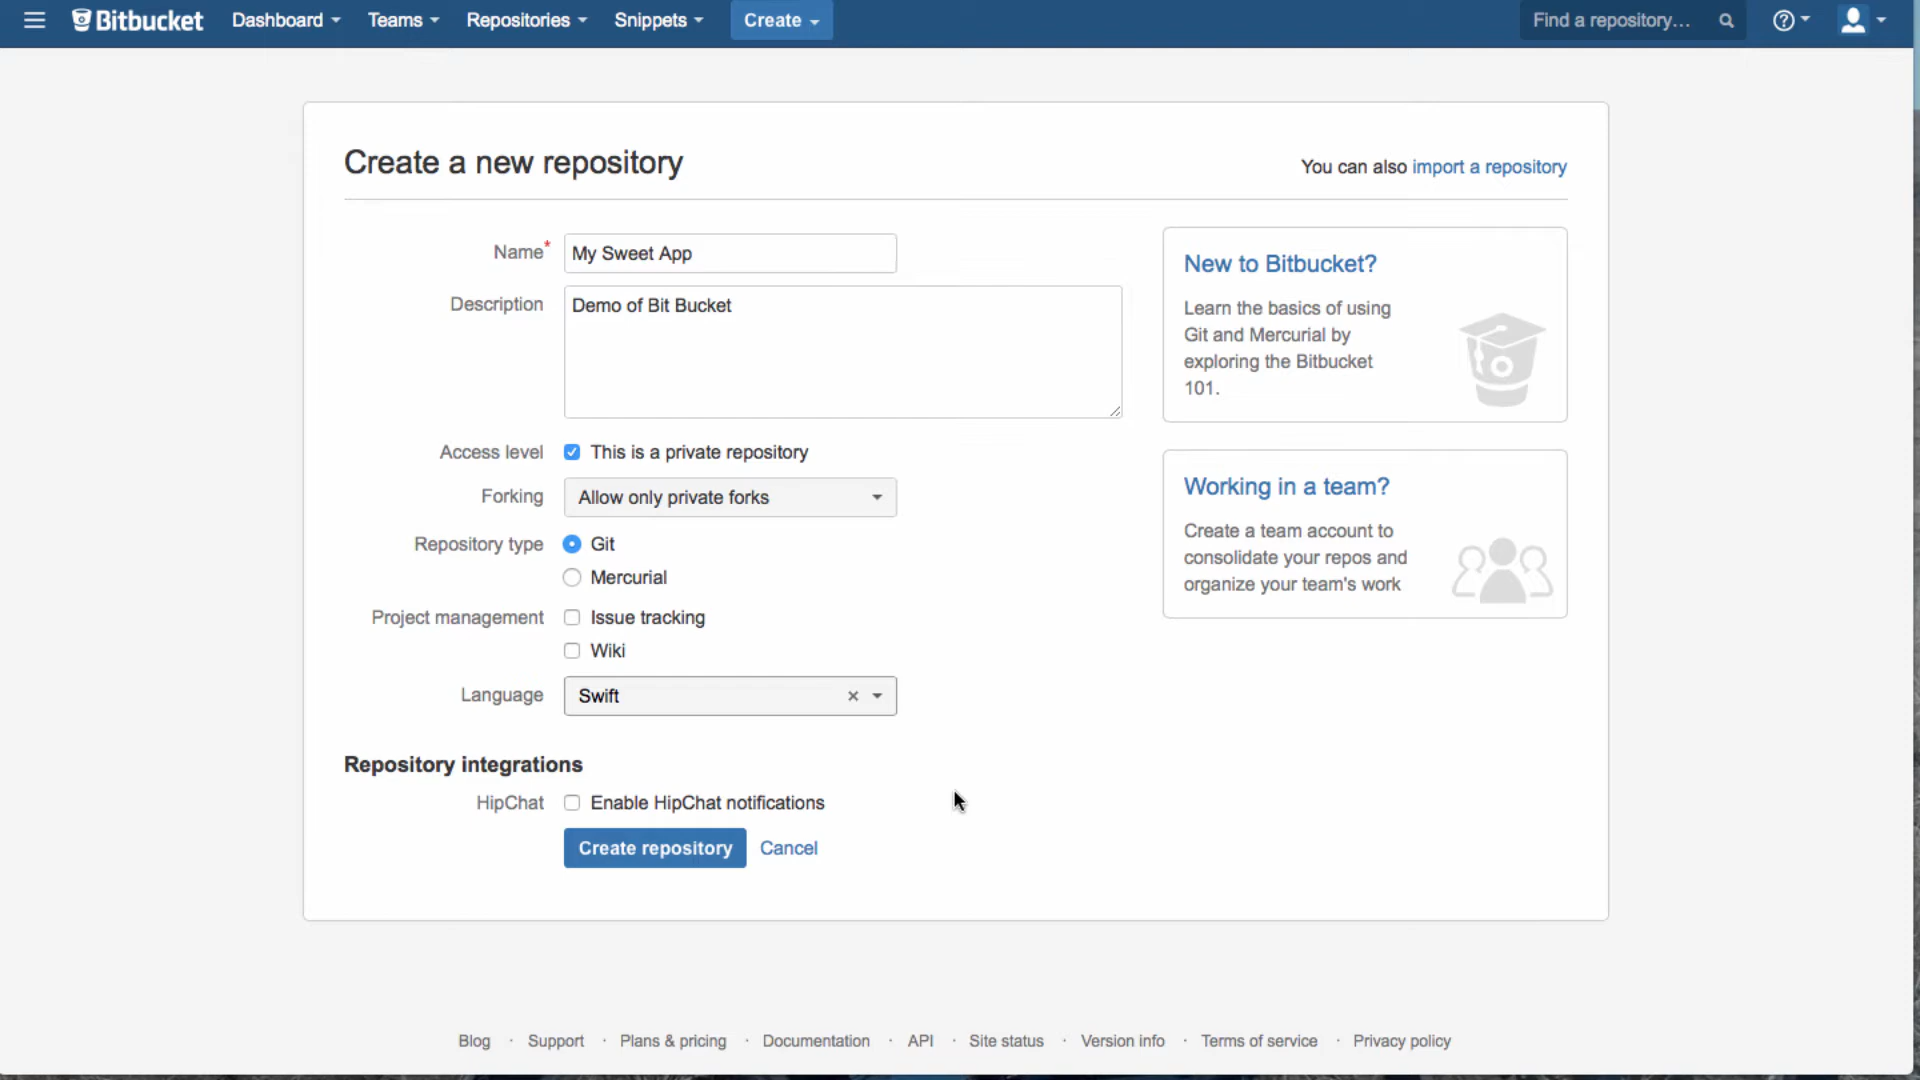 Bitbucket Dashboard Teams Repositories Snippets Create Find a repository...
Create a new repository
You can also import a repository
Name* My Sweet App
Description Demo of Bit Bucket
Access level This is a private repository
Forking Allow only private forks
Repository type Git
Mercurial
Project management Issue tracking
Wiki
Language Swift
Repository integrations
HipChat Enable HipChat notifications
Create repository Cancel
New to Bitbucket?
Learn the basics of using
Git and Mercurial by
exploring the Bitbucket
101.
Working in a team?
Create a team account to
consolidate your repos and
organize your team's work
Blog · Support · Plans & pricing · Documentation · API · Site status · Version info · Terms of service · Privacy policy